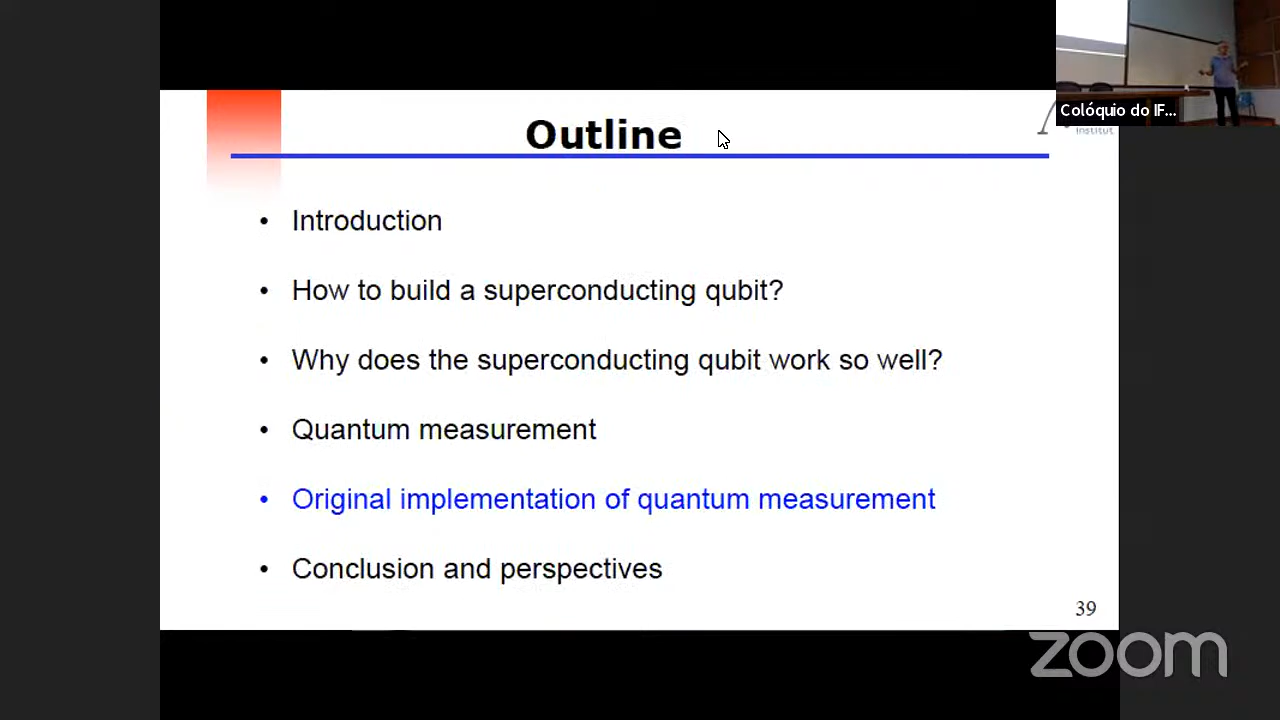 Colóquio do IF...
Outline
Institut
• Introduction
• How to build a superconducting qubit?
• Why does the superconducting qubit work so well?
• Quantum measurement
• Original implementation of quantum measurement
• Conclusion and perspectives
39
zoom